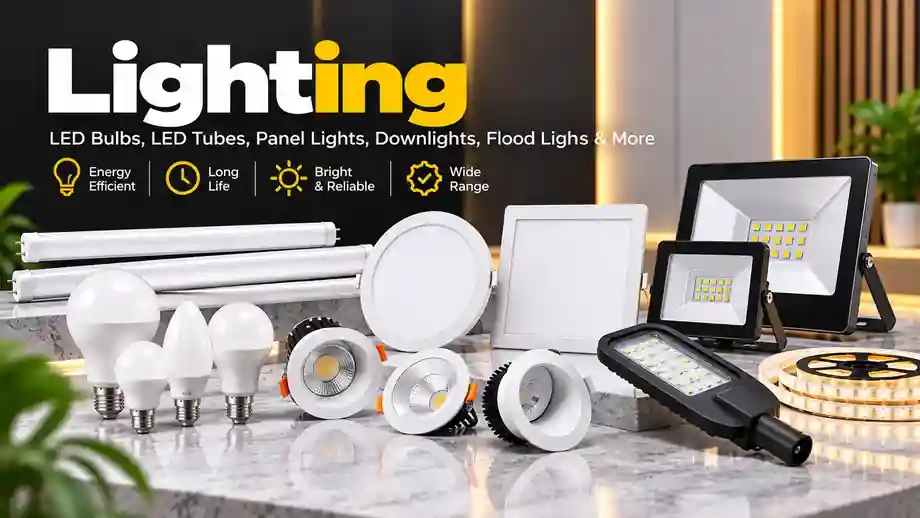 Lighting
LED Bulbs, LED Tubes, Panel Lights, Downlights, Flood Lighs & More
Energy
Efficient
Long
Life
Bright
& Reliable
Wide
Range